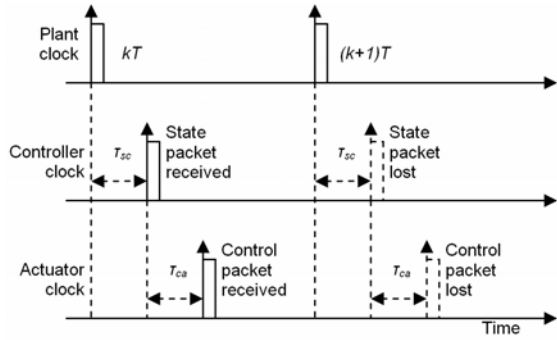 Plant
clock
kT
(k+1)T
Controller
clock
τsc
State
packet
received
τsc
State
packet
lost
Actuator
clock
τca
Control
packet
received
τca
Control
packet
lost
Time